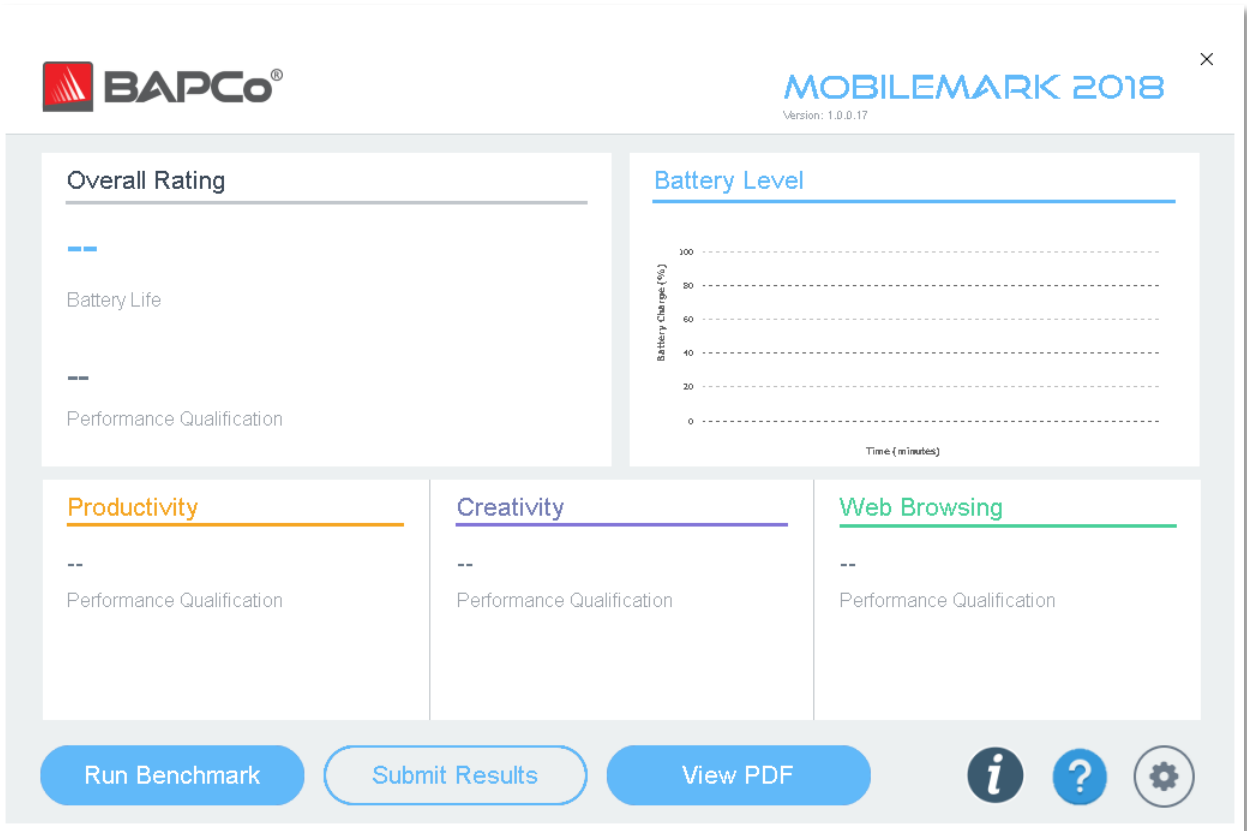 BAPCo®
MOBILEMARK 2018
Version: 1.0.0.17
Overall Rating
--
Battery Life
--
Performance Qualification
Battery Level
Battery Charge (%)
100
80
60
40
20
0
Time (minutes)
Productivity
--
Performance Qualification
Creativity
--
Performance Qualification
Web Browsing
--
Performance Qualification
Run Benchmark
Submit Results
View PDF
i
?